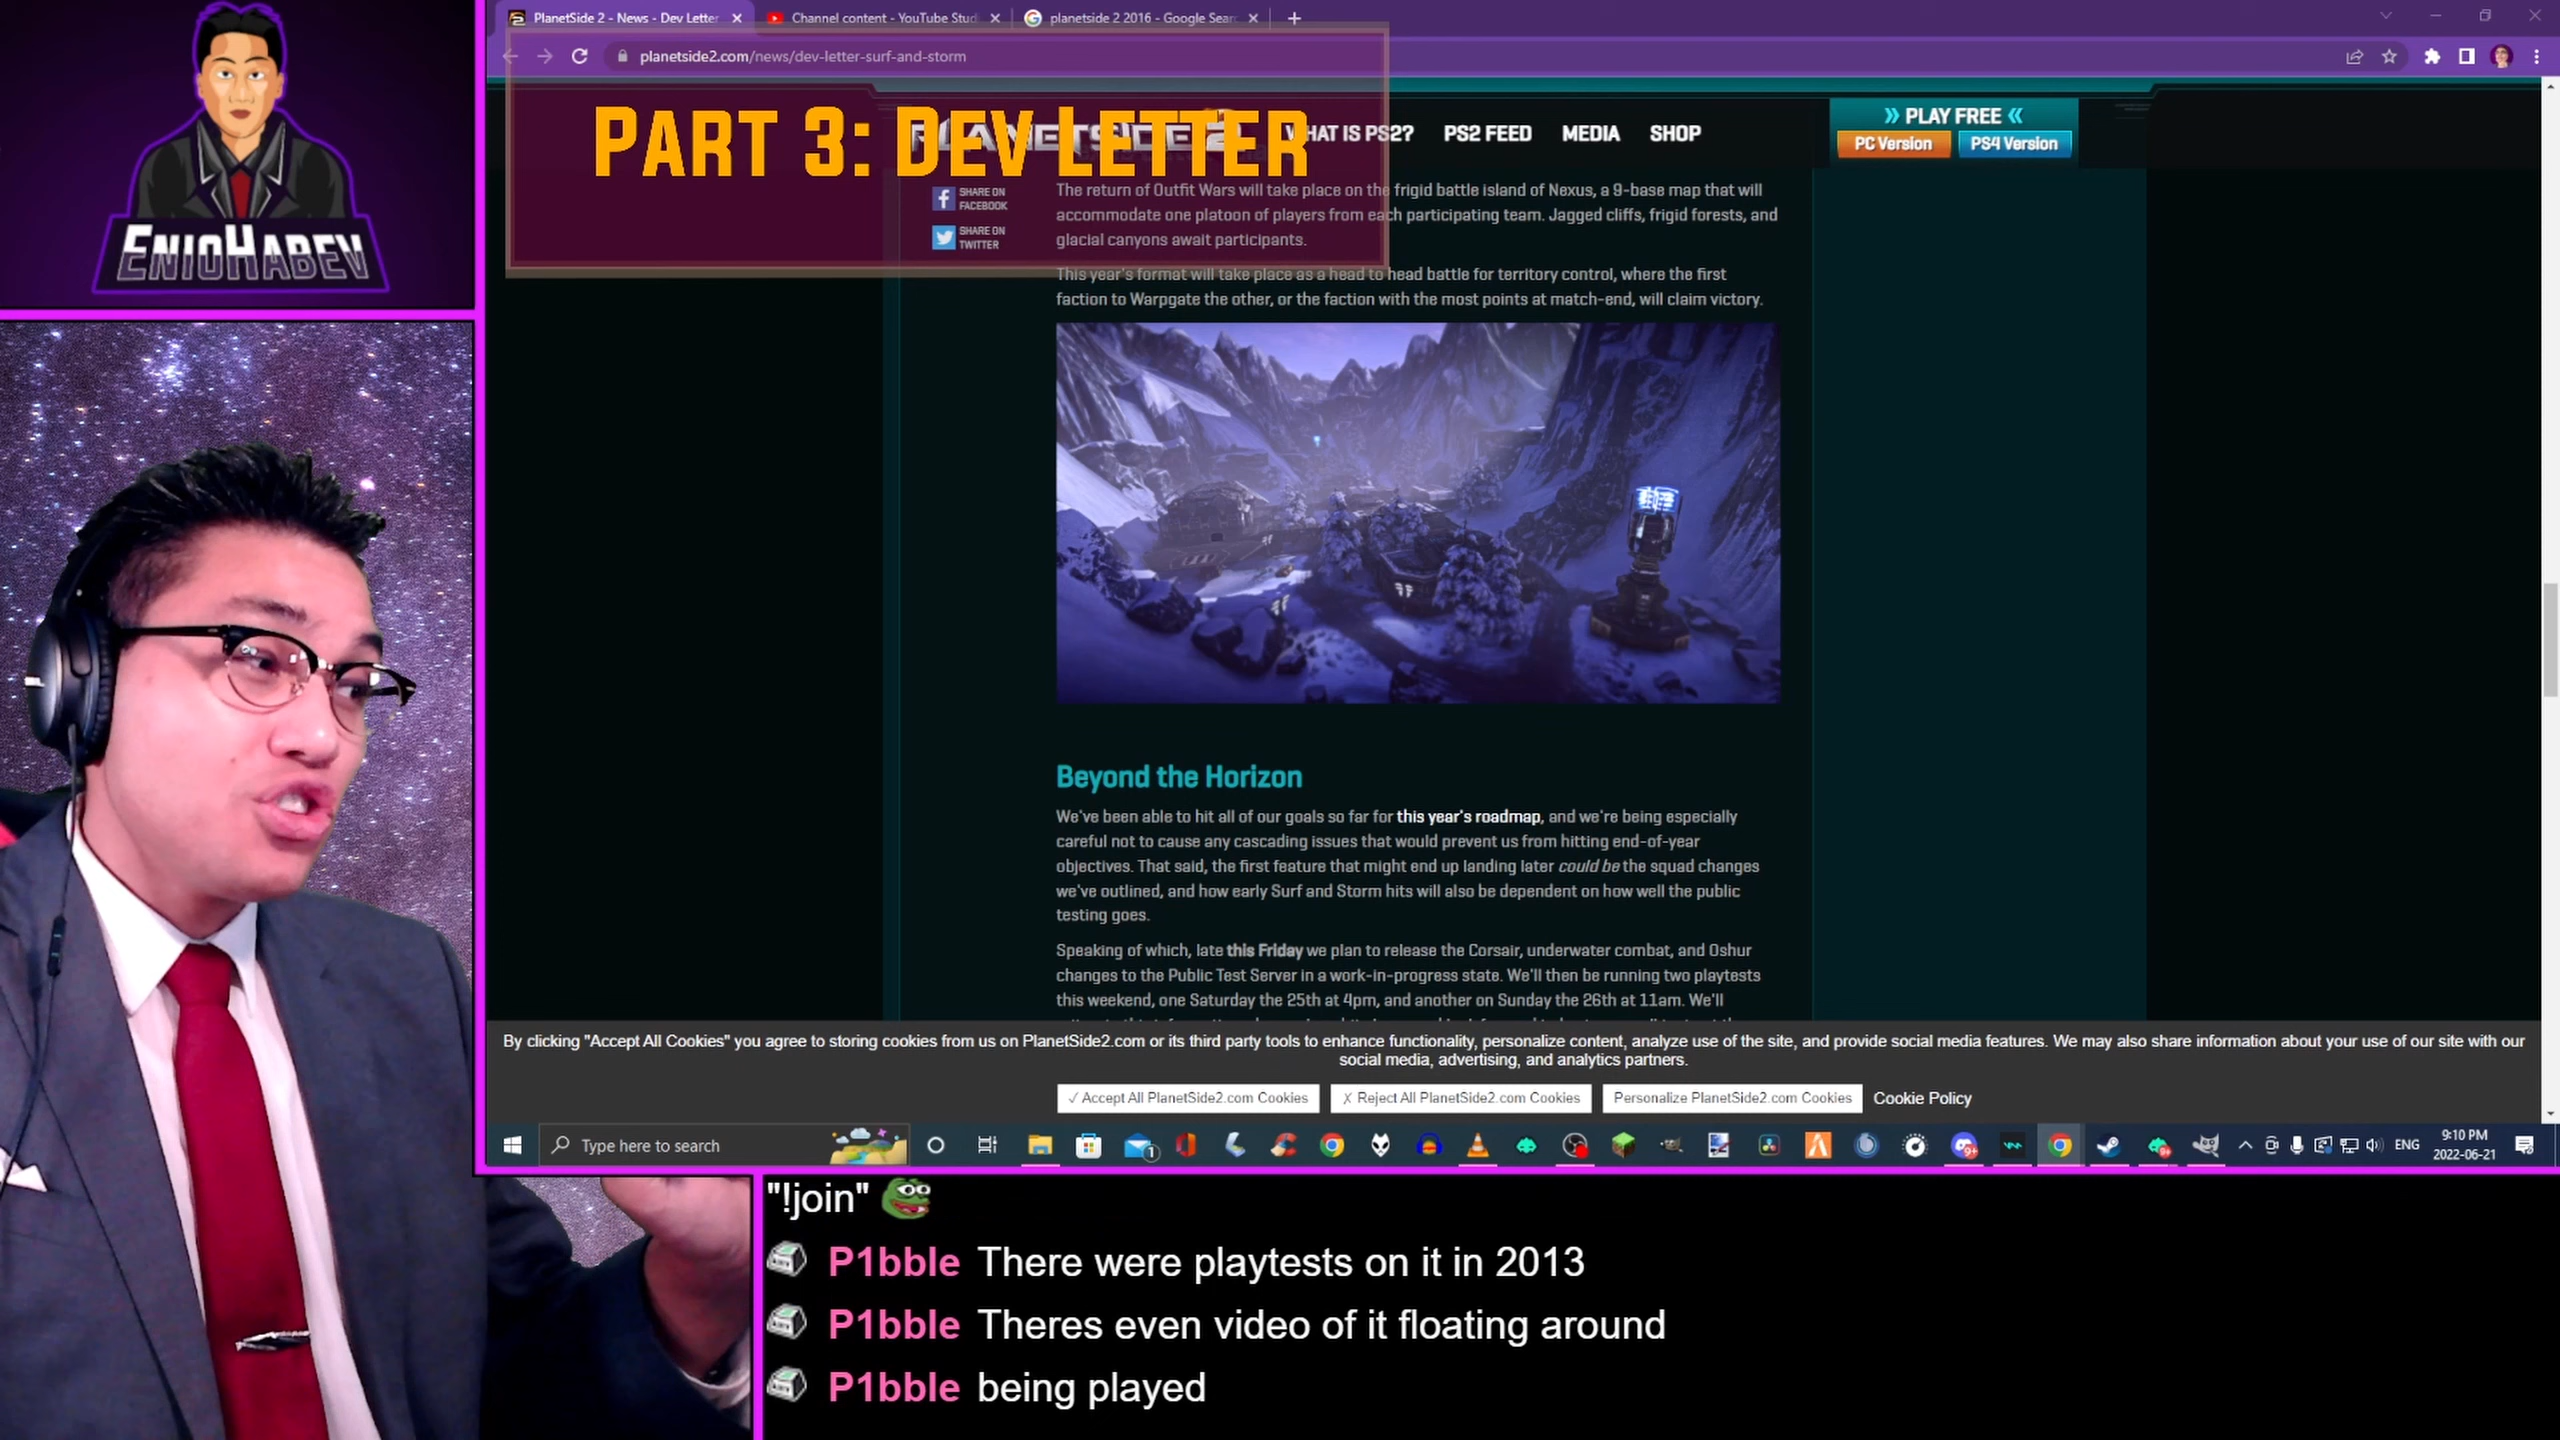 EnioHabev
PlanetSide 2 - News - Dev Letter
Channel content - YouTube Stud
planetside 2 2016 - Google Sear
planetside2.com/news/dev-letter-surf-and-storm
Part 3: Dev Letter
PLANETSIDE 2
WHAT IS PS2?
PS2 FEED
MEDIA
SHOP
PLAY FREE
PC Version
PS4 Version
SHARE ON
FACEBOOK
SHARE ON
TWITTER
The return of Outfit Wars will take place on the frigid battle island of Nexus, a 9-base map that will
accommodate one platoon of players from each participating team. Jagged cliffs, frigid forests, and
glacial canyons await participants.
This year's format will take place as a head to head battle for territory control, where the first
faction to Warpgate the other, or the faction with the most points at match-end, will claim victory.
Beyond the Horizon
We've been able to hit all of our goals so far for this year's roadmap, and we're being especially
careful not to cause any cascading issues that would prevent us from hitting end-of-year
objectives. That said, the first feature that might end up landing later could be the squad changes
we've outlined, and how early Surf and Storm hits will also be dependent on how well the public
testing goes.
Speaking of which, late this Friday we plan to release the Corsair, underwater combat, and Oshur
changes to the Public Test Server in a work-in-progress state. We'll then be running two playtests
this weekend, one Saturday the 25th at 4pm, and another on Sunday the 26th at 11am. We'll
By clicking "Accept All Cookies" you agree to storing cookies from us on PlanetSide2.com or its third party tools to enhance functionality, personalize content, analyze use of the site, and provide social media features. We may also share information about your use of our site with our
social media, advertising, and analytics partners.
✓ Accept All PlanetSide2.com Cookies
✗ Reject All PlanetSide2.com Cookies
Personalize PlanetSide2.com Cookies
Cookie Policy
Type here to search
ENG
9:10 PM
2022-06-21
"!join"
P1bble There were playtests on it in 2013
P1bble Theres even video of it floating around
P1bble being played